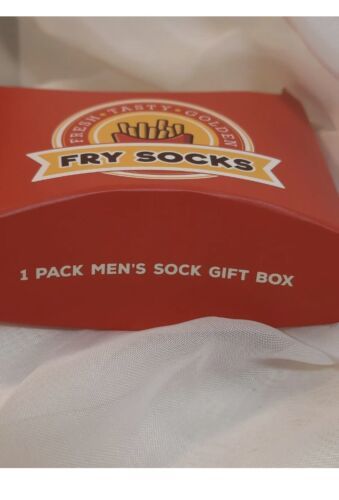 FRESH • TASTY • GOLDEN
FRY SOCKS
1 PACK MEN'S SOCK GIFT BOX